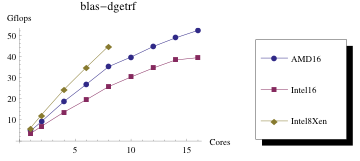 blas−dgetrf
Gflops
50
40
30
20
10
5
10
15
Cores
AMD16
Intel16
Intel8Xen